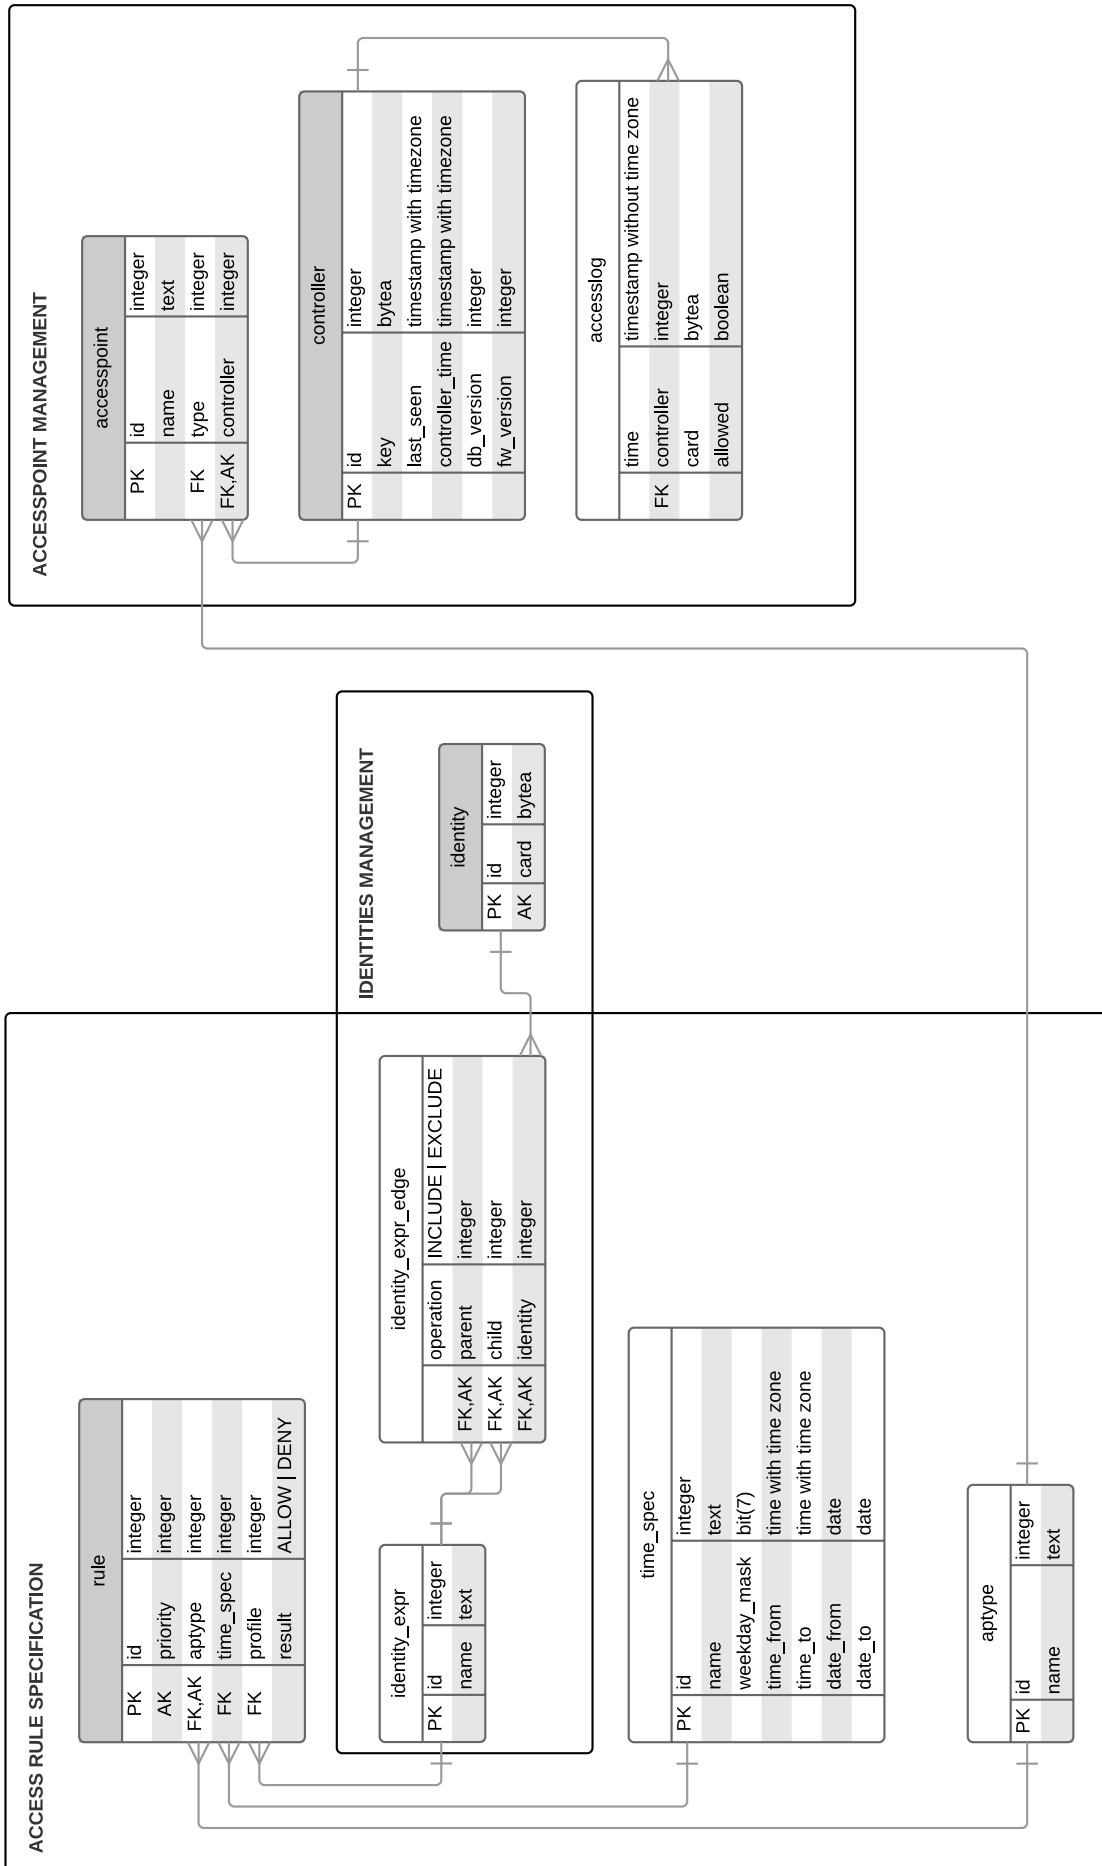 ACCESS RULE SPECIFICATION
rule
PK id integer
AK priority integer
FK,AK aptype integer
FK time_spec integer
FK profile integer
result ALLOW | DENY
identity_expr
PK id integer
name text
identity_expr_edge
operation INCLUDE | EXCLUDE
FK,AK parent integer
FK,AK child integer
FK,AK identity integer
time_spec
PK id integer
name text
weekday_mask bit(7)
time_from time with time zone
time_to time with time zone
date_from date
date_to date
aptype
PK id integer
name text
IDENTITIES MANAGEMENT
identity
PK id integer
AK card bytea
ACCESSPOINT MANAGEMENT
accesspoint
PK id integer
name text
FK type integer
FK,AK controller integer
controller
PK id integer
key bytea
last_seen timestamp with timezone
controller_time timestamp with timezone
db_version integer
fw_version integer
accesslog
time timestamp without time zone
FK controller integer
card bytea
allowed boolean